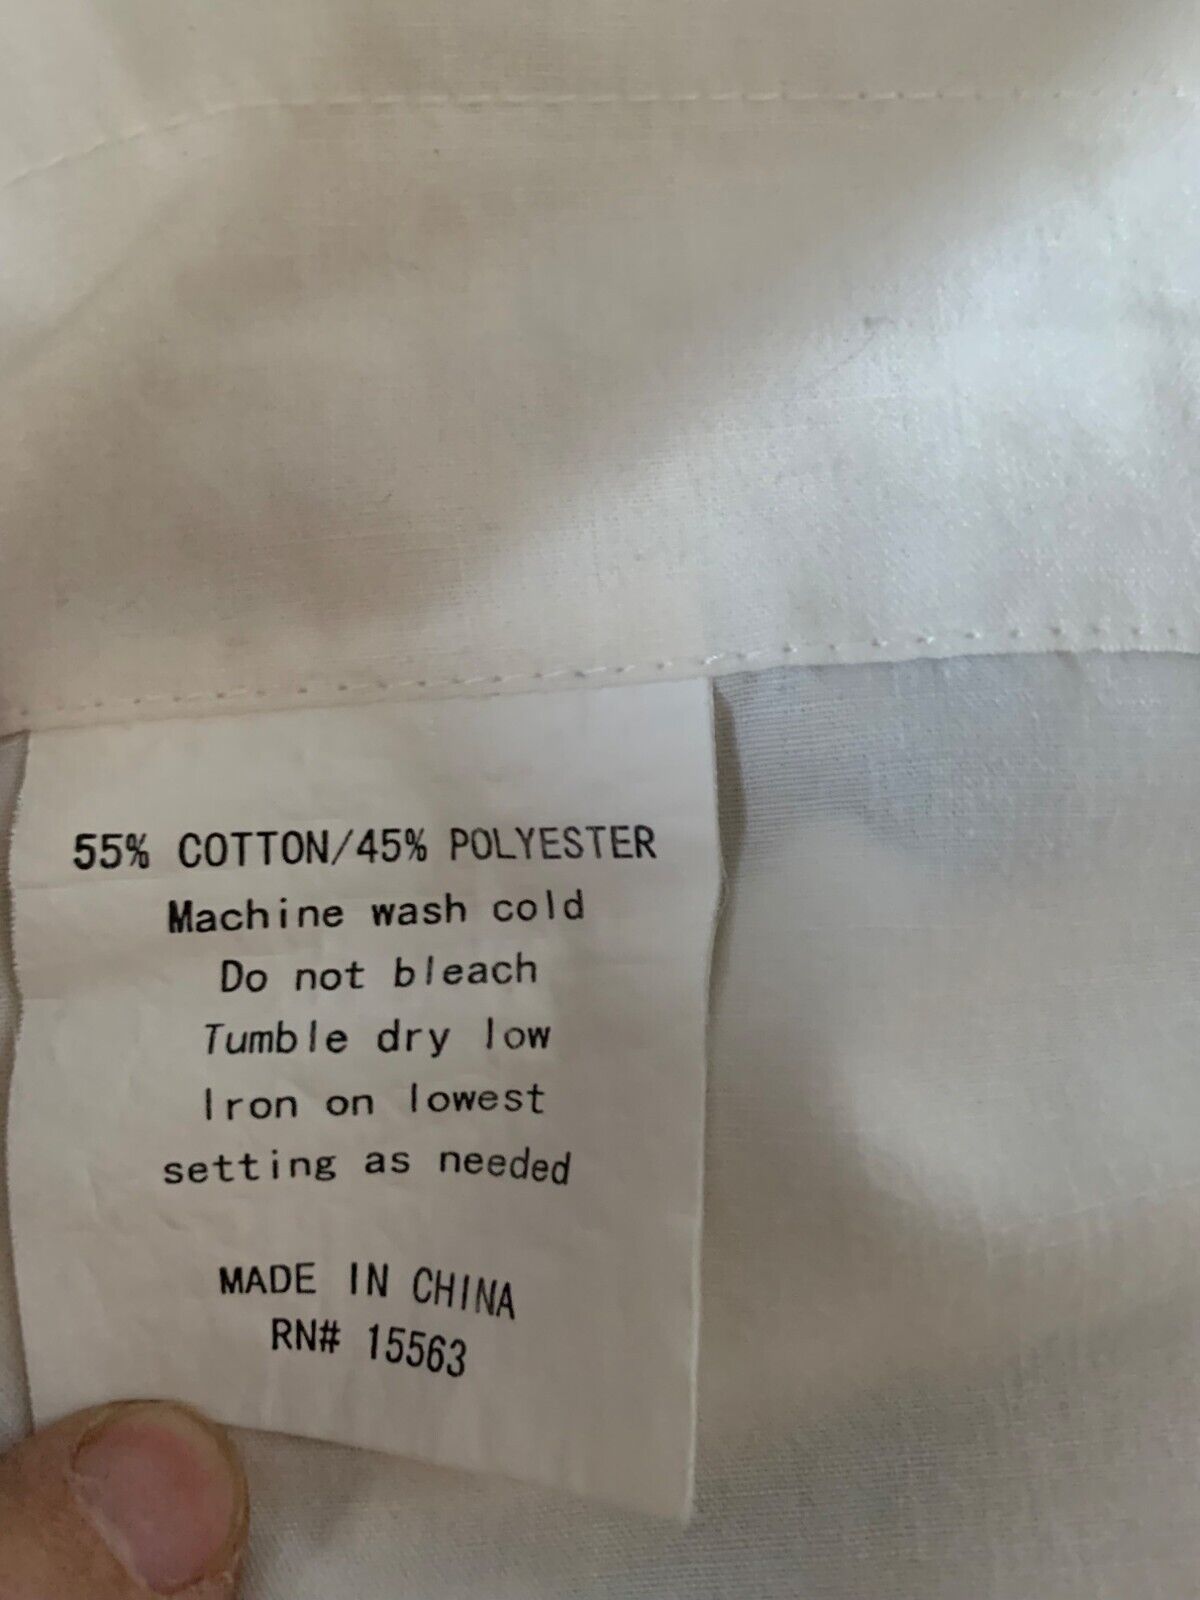 55% COTTON/45% POLYESTER
Machine wash cold
Do not bleach
Tumble dry low
Iron on lowest
setting as needed
MADE IN CHINA
RN# 15563